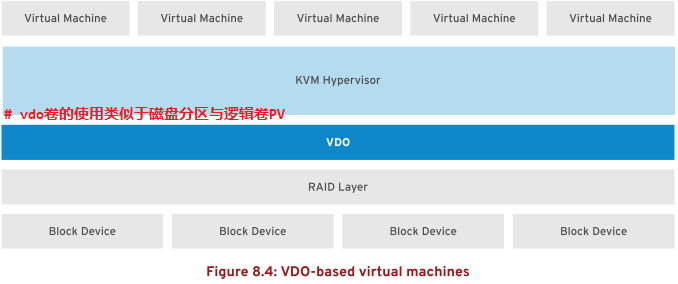 Virtual Machine Virtual Machine Virtual Machine Virtual Machine Virtual Machine
KVM Hypervisor
# vdo卷的使用类似于磁盘分区与逻辑卷PV
VDO
RAID Layer
Block Device Block Device Block Device Block Device
Figure 8.4: VDO-based virtual machines